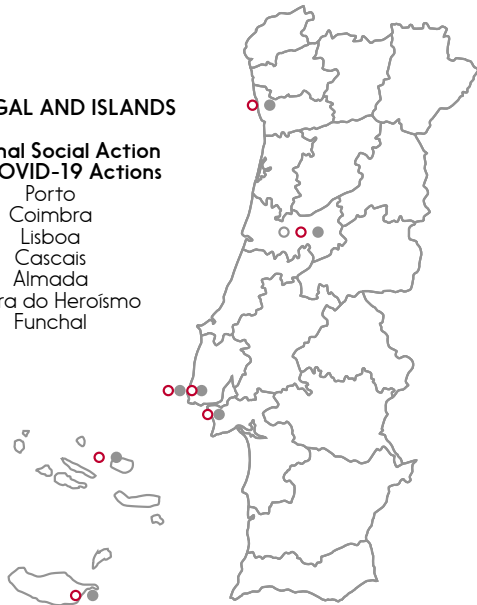 GAL AND ISLANDS
nal Social Action
OVID-19 Actions
Porto
Coimbra
Lisboa
Cascais
Almada
ra do Heroísmo
Funchal